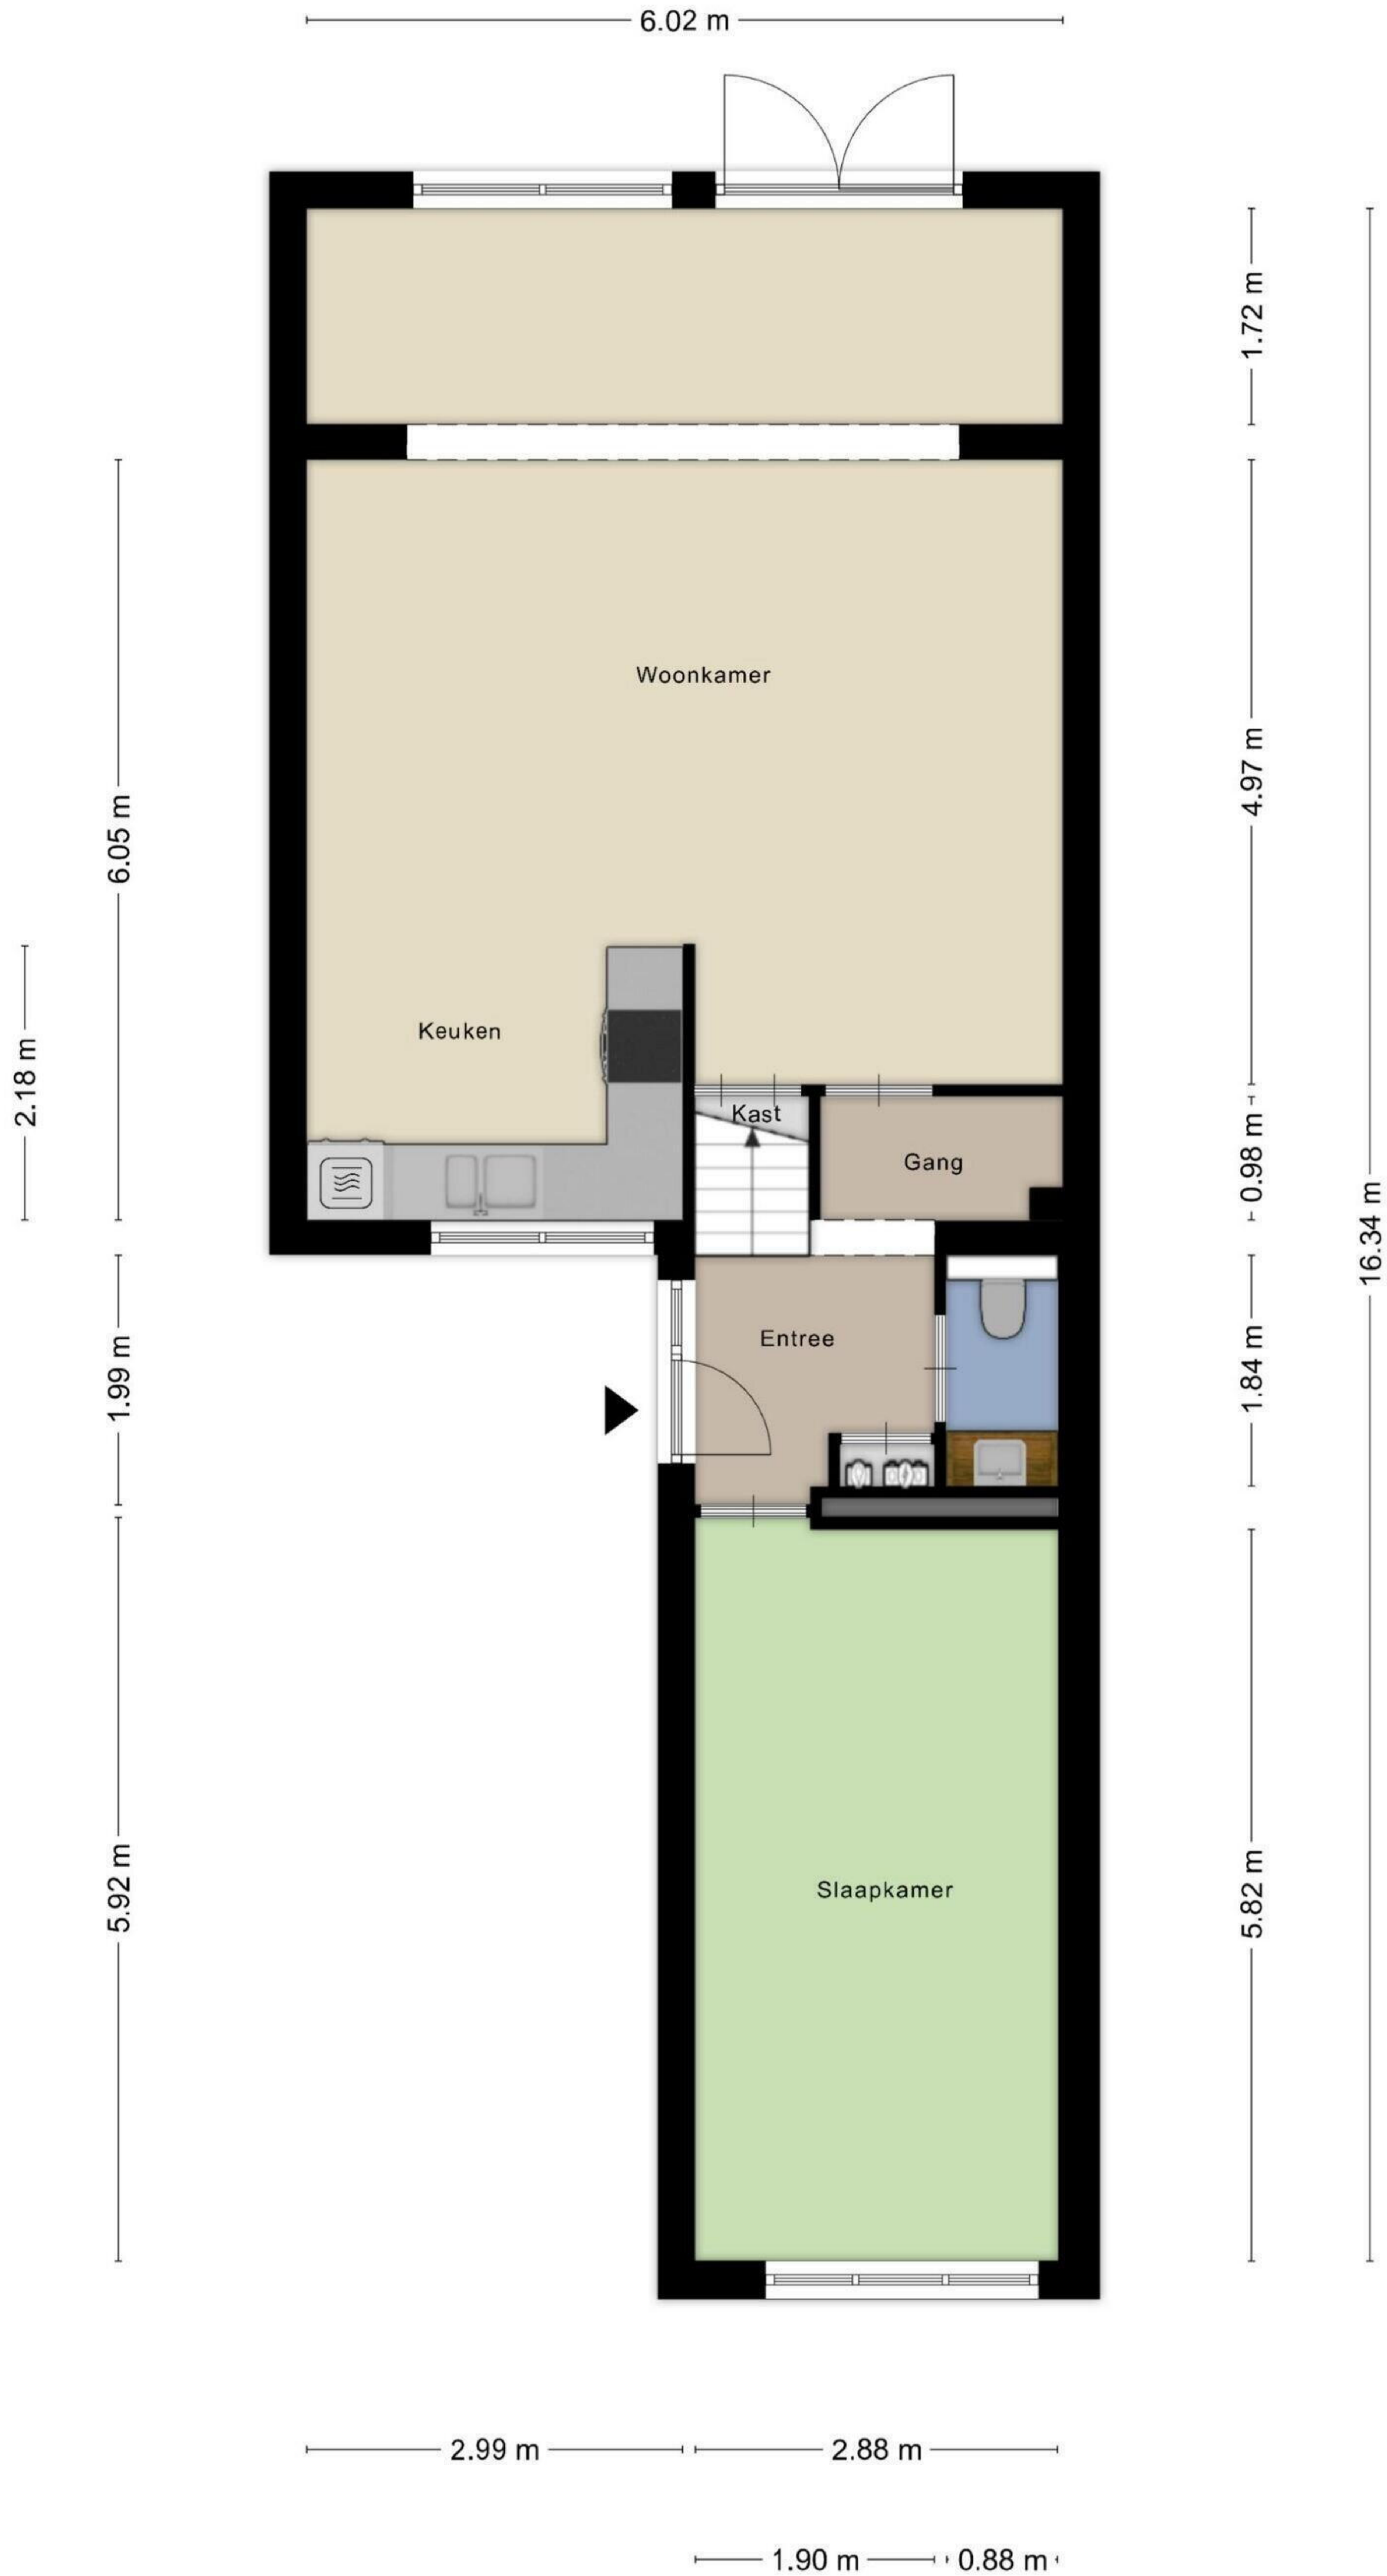 6.02 m
1.72 m
Woonkamer
4.97 m
6.05 m
Keuken
2.18 m
Kast
Gang
0.98 m
16.34 m
Entree
1.99 m
1.84 m
Slaapkamer
5.92 m
5.82 m
2.99 m
2.88 m
1.90 m
0.88 m